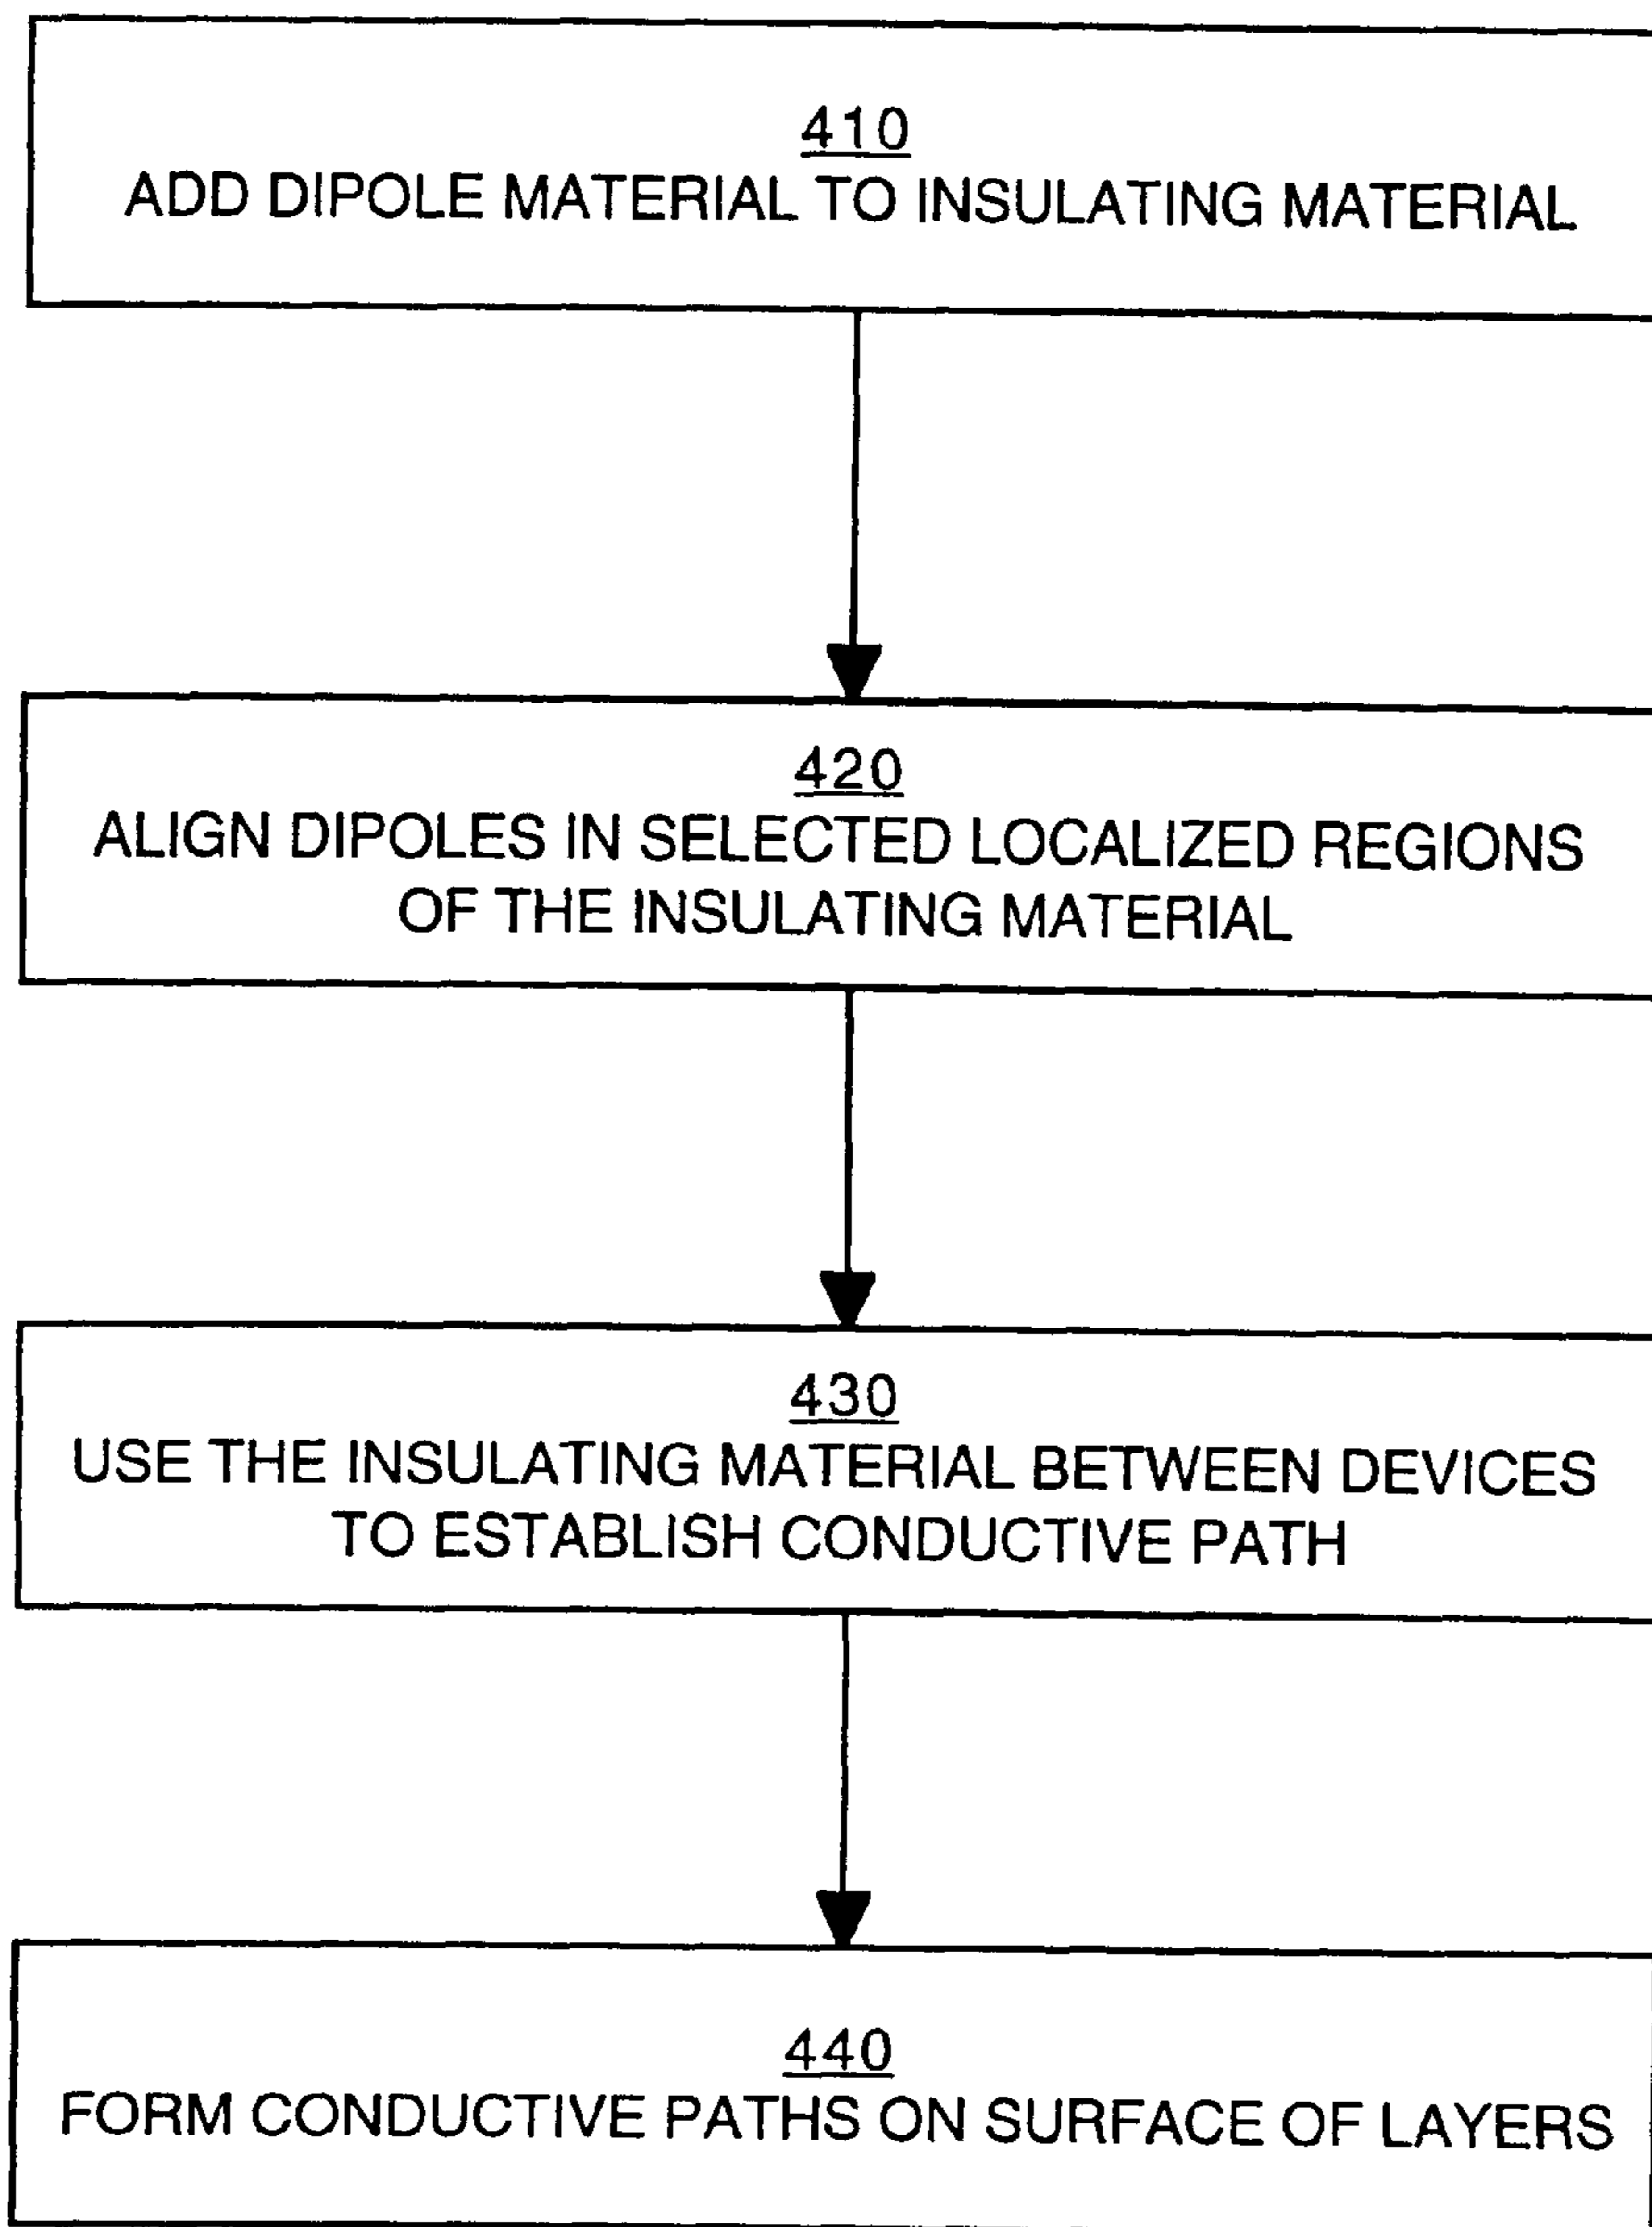 410
ADD DIPOLE MATERIAL TO INSULATING MATERIAL
420
ALIGN DIPOLES IN SELECTED LOCALIZED REGIONS
OF THE INSULATING MATERIAL
430
USE THE INSULATING MATERIAL BETWEEN DEVICES
TO ESTABLISH CONDUCTIVE PATH
440
FORM CONDUCTIVE PATHS ON SURFACE OF LAYERS